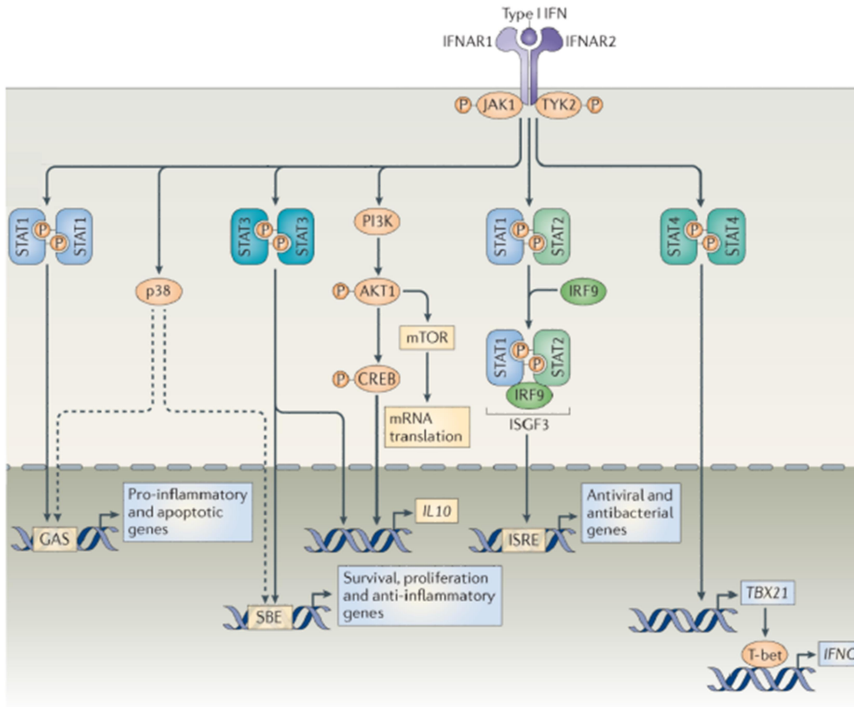 Type I IFN
IFNAR1
IFNAR2
P
JAK1
TYK2
P
STAT1
P
P
STAT1
STAT3
P
P
STAT3
PI3K
STAT1
P
P
STAT2
STAT4
P
P
STAT4
p38
P
AKT1
IRF9
mTOR
STAT1
P
P
STAT2
IRF9
P
CREB
ISGF3
mRNA
translation
Pro-inflammatory
and apoptotic
genes
GAS
IL10
Antiviral and
antibacterial
genes
ISRE
Survival, proliferation
and anti-inflammatory
genes
SBE
TBX21
T-bet
IFNG